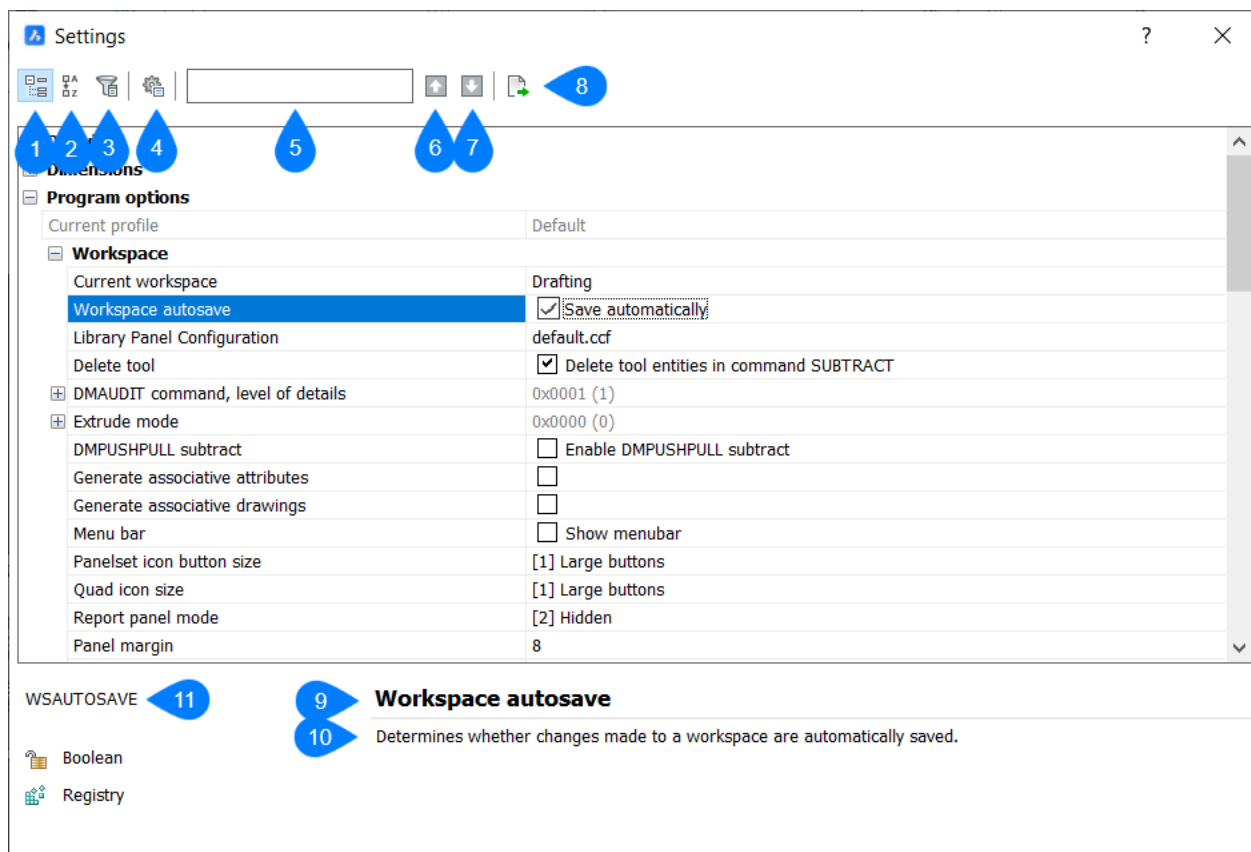 Settings
?
8
1 2 3 4 5 6 7
Dimensions
Program options
Current profile Default
Workspace
Current workspace Drafting
Workspace autosave Save automatically
Library Panel Configuration default.ccf
Delete tool Delete tool entities in command SUBTRACT
DMAUDIT command, level of details 0x0001 (1)
Extrude mode 0x0000 (0)
DMPUSHPULL subtract Enable DMPUSHPULL subtract
Generate associative attributes
Generate associative drawings
Menu bar Show menubar
Panelset icon button size [1] Large buttons
Quad icon size [1] Large buttons
Report panel mode [2] Hidden
Panel margin 8
WSAUTOSAVE 11 9 Workspace autosave
10 Determines whether changes made to a workspace are automatically saved.
Boolean
Registry